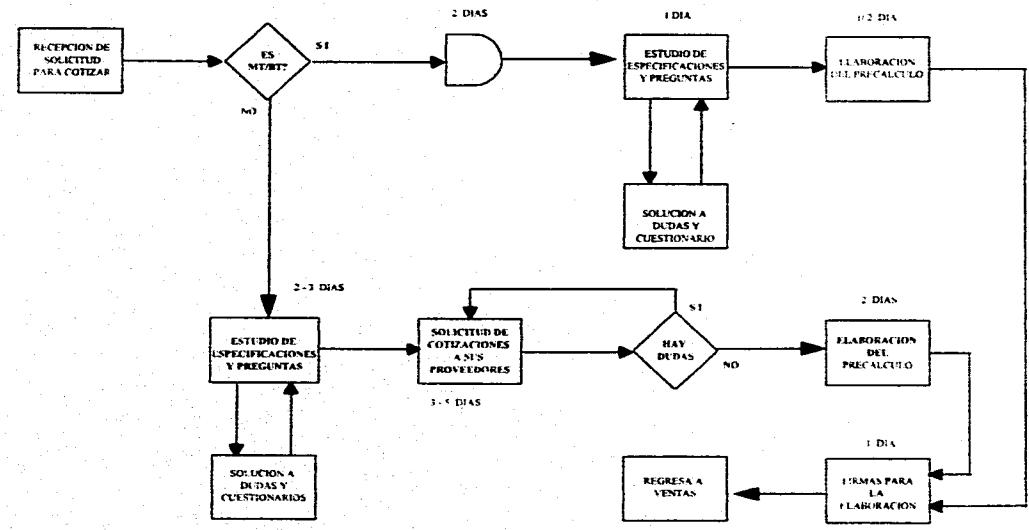 2 DIAS
1 DIA
1/2 DIA
RECEPCION DE
SOLICITUD
PARA COTIZAR
ES
MT/BT?
SI
NO
ESTUDIO DE
ESPECIFICACIONES
Y PREGUNTAS
ELABORACION
DEL PRECALCULO
SOLUCION A
DUDAS Y
CUESTIONARIO
2 - 3 DIAS
ESTUDIO DE
ESPECIFICACIONES
Y PREGUNTAS
SOLICITUD DE
COTIZACIONES
A SUS
PROVEEDORES
3 - 5 DIAS
SI
HAY
DUDAS
NO
2 DIAS
ELABORACION
DEL
PRECALCULO
SOLUCION A
DUDAS Y
CUESTIONARIOS
1 DIA
FIRMAS PARA
LA
ELABORACION
REGRESA A
VENTAS